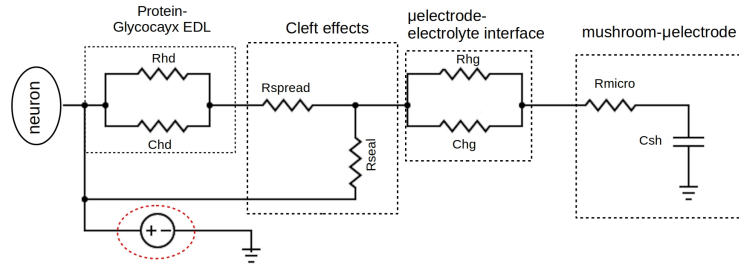 Protein-
Glycocayx EDL
Cleft effects
µelectrode-
electrolyte interface
mushroom-µelectrode
neuron
Rhd
Chd
Rspread
Rseal
Rhg
Chg
Rmicro
Csh
+ −